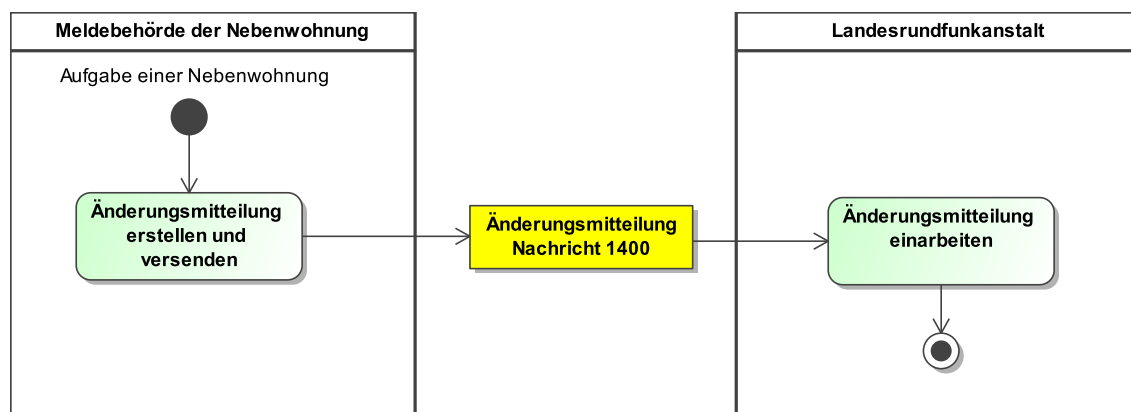 Meldebehörde der Nebenwohnung
Landesrundfunkanstalt
Aufgabe einer Nebenwohnung
Änderungsmitteilung
erstellen und
versenden
Änderungsmitteilung
Nachricht 1400
Änderungsmitteilung
einarbeiten